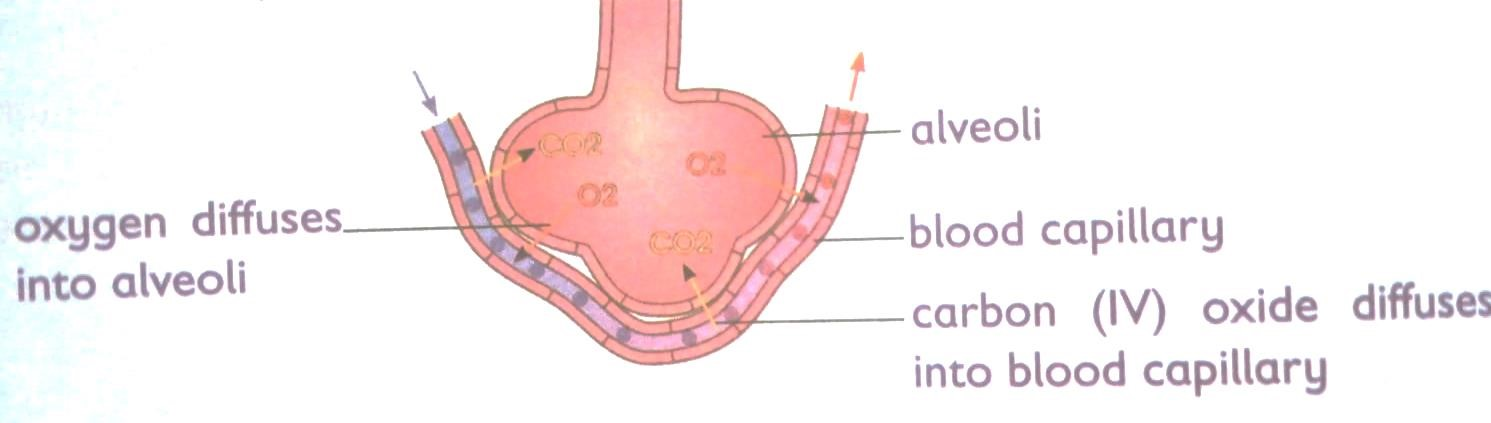 CO2
alveoli
O2
O2
oxygen diffuses
into alveoli
blood capillary
CO2
carbon (IV) oxide diffuses
into blood capillary